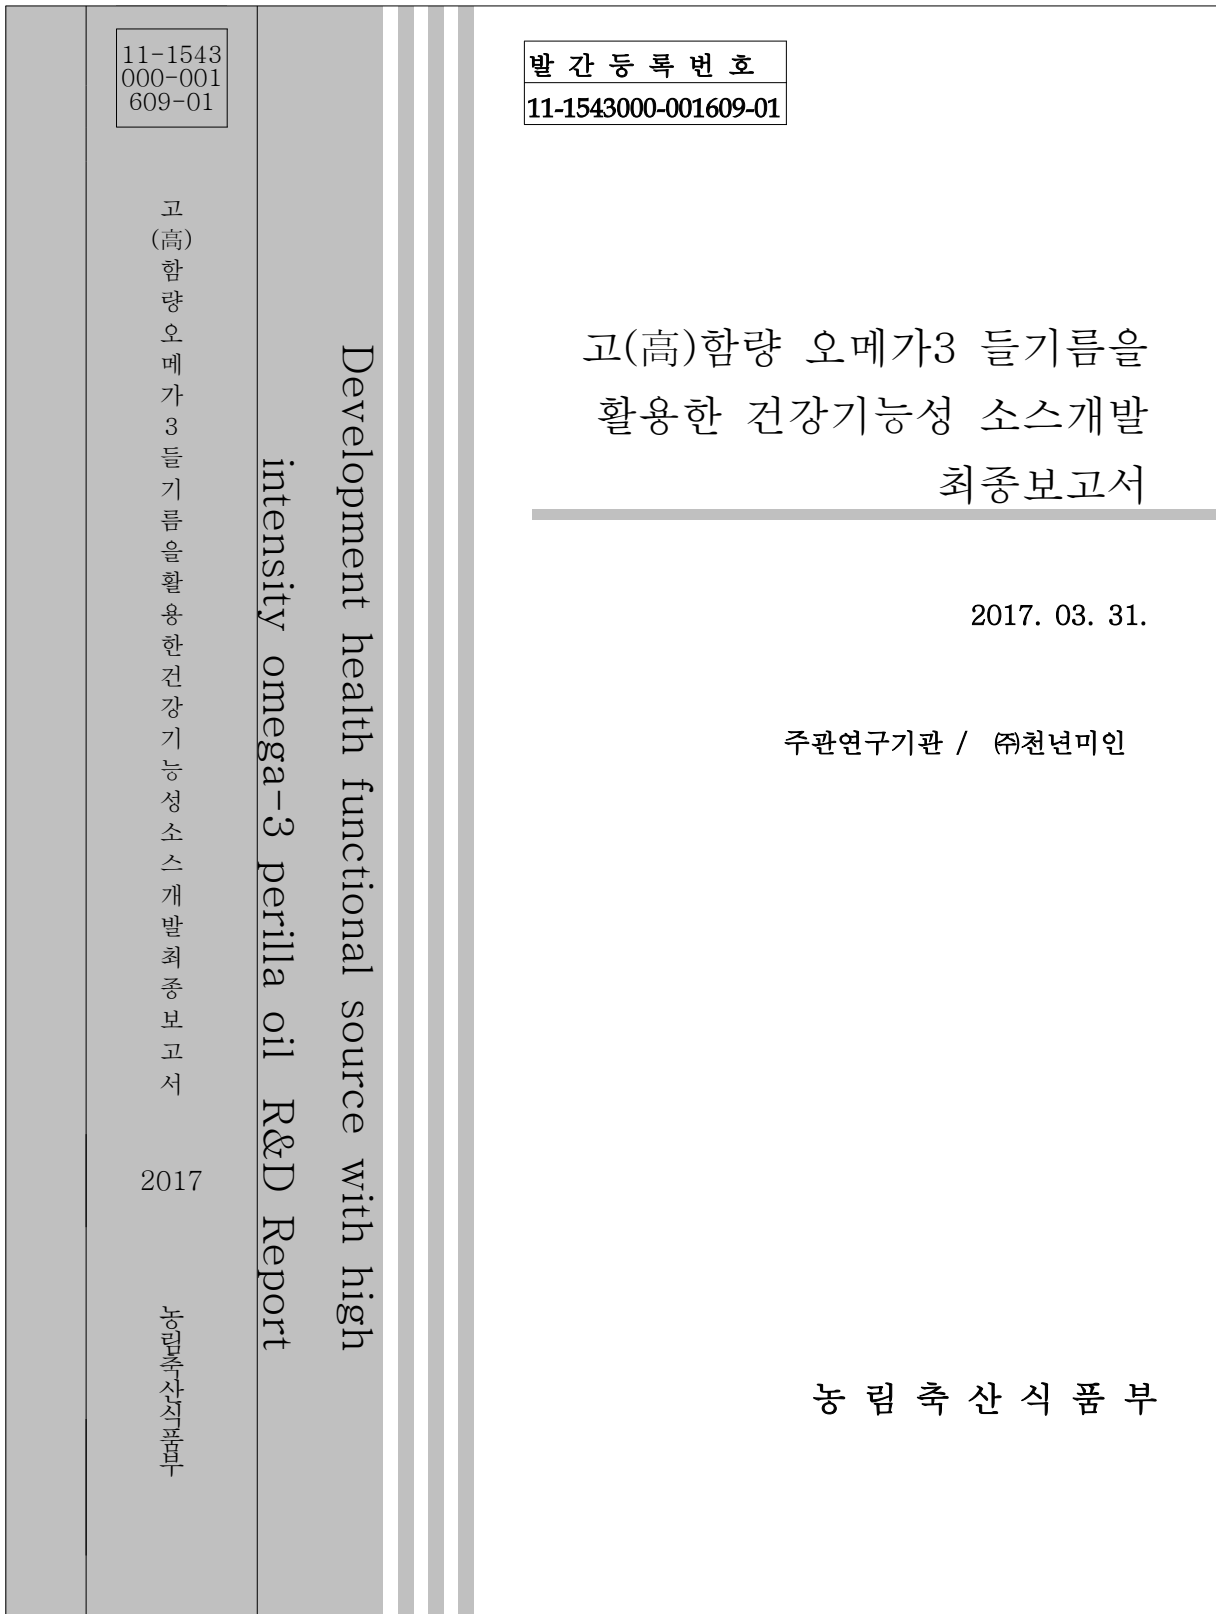 11-1543
000-001
609-01
고
(高)
함
량
오
메
가
3
들
기
름
을
활
용
한
건
강
기
능
성
소
스
개
발
최
종
보
고
서
2017
농림축산식품부
Development health functional source with high
intensity omega-3 perilla oil R&D Report
발 간 등 록 번 호
11-1543000-001609-01
고(高)함량 오메가3 들기름을
활용한 건강기능성 소스개발
최종보고서
2017. 03. 31.
주관연구기관 / ㈜천년미인
농 림 축 산 식 품 부